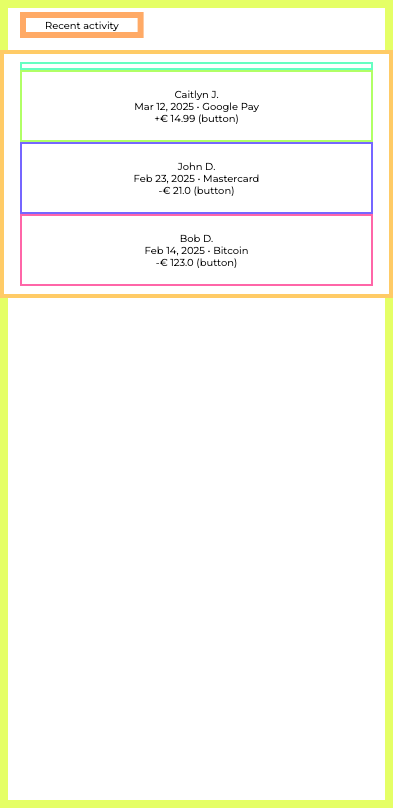 Recent activity
Caitlyn J.
Mar 12, 2025 · Google Pay
+€ 14.99 (button)
John D.
Feb 23, 2025 · Mastercard
-€ 21.0 (button)
Bob D.
Feb 14, 2025 · Bitcoin
-€ 123.0 (button)